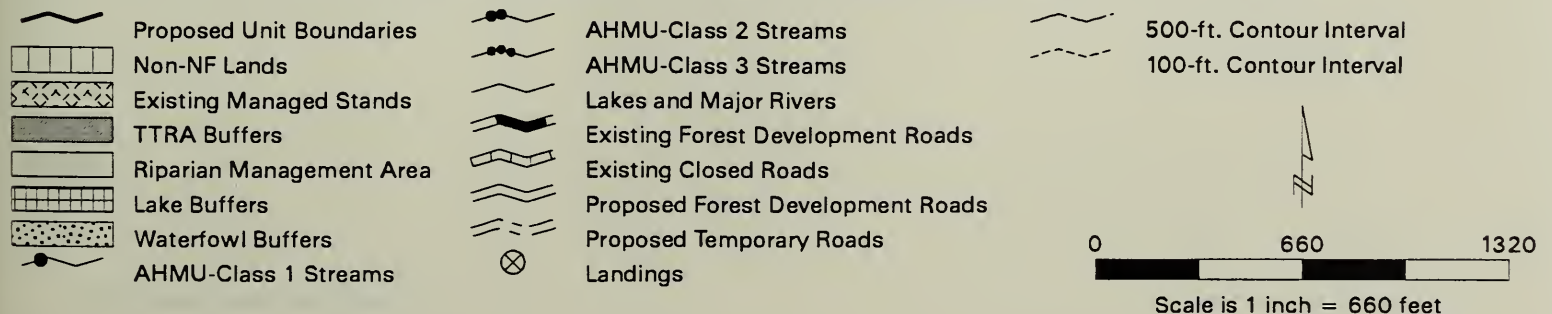 Proposed Unit Boundaries
Non-NF Lands
Existing Managed Stands
TTRA Buffers
Riparian Management Area
Lake Buffers
Waterfowl Buffers
AHMU-Class 1 Streams
AHMU-Class 2 Streams
AHMU-Class 3 Streams
Lakes and Major Rivers
Existing Forest Development Roads
Existing Closed Roads
Proposed Forest Development Roads
Proposed Temporary Roads
Landings
500-ft. Contour Interval
100-ft. Contour Interval
N
0 660 1320
Scale is 1 inch = 660 feet